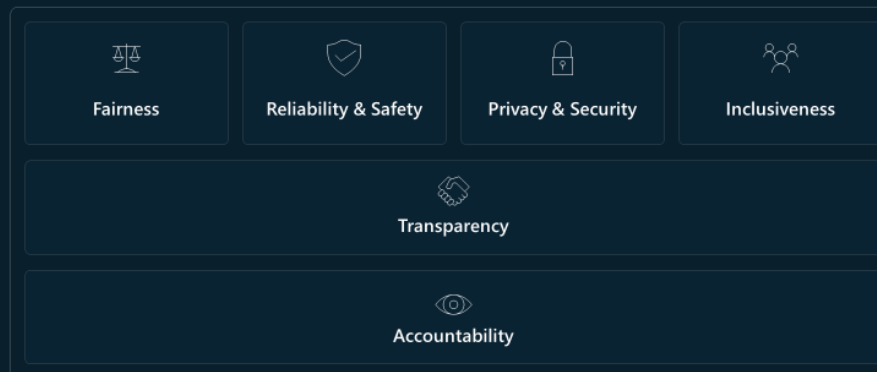 Fairness
Reliability & Safety
Privacy & Security
Inclusiveness
Transparency
Accountability